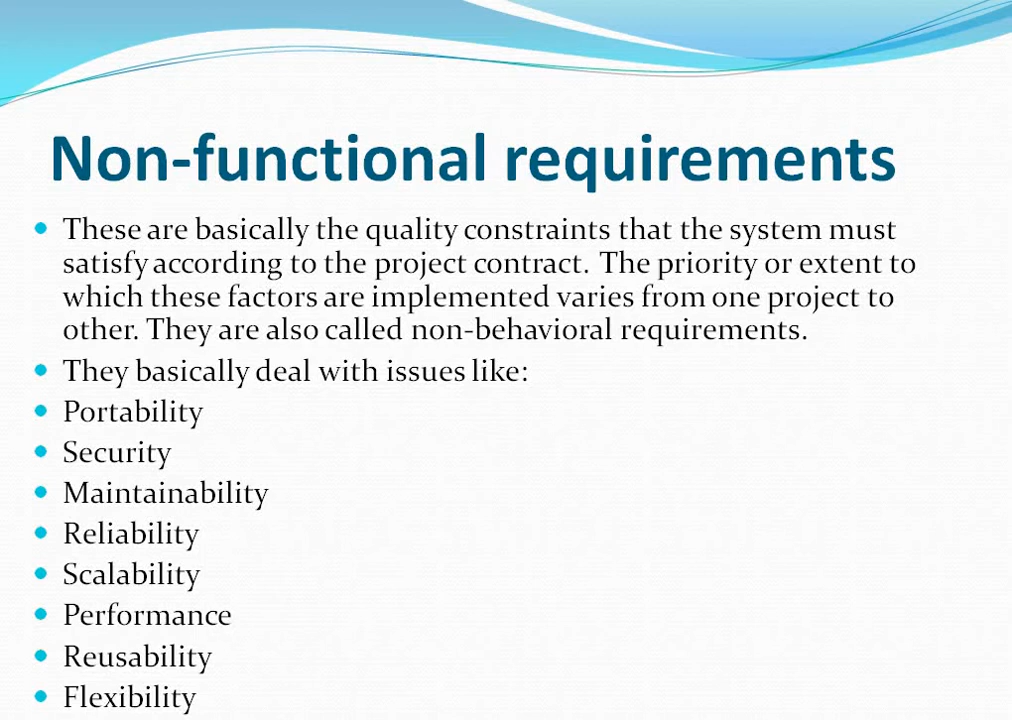 Non-functional requirements
These are basically the quality constraints that the system must
satisfy according to the project contract. The priority or extent to
which these factors are implemented varies from one project to
other. They are also called non-behavioral requirements.
They basically deal with issues like:
Portability
Security
Maintainability
Reliability
Scalability
Performance
Reusability
Flexibility